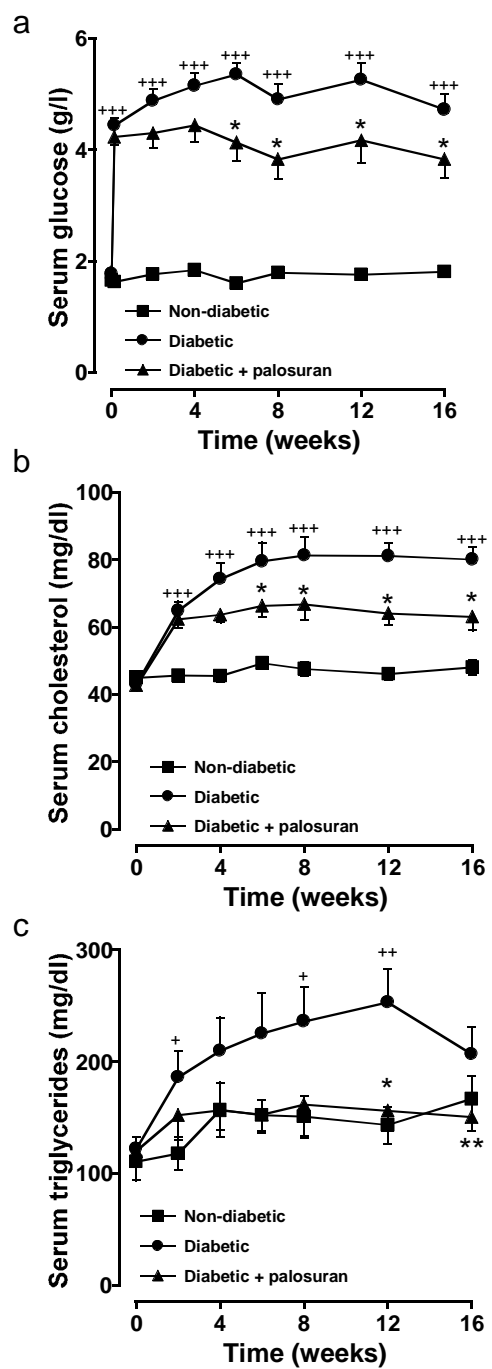 a
Serum glucose (g/l)
6
4
2
0
+++ +++ +++ +++ +++ +++ +++
* * * *
Non-diabetic
Diabetic
Diabetic + palosuran
0 4 8 12 16
Time (weeks)
b
Serum cholesterol (mg/dl)
100
80
60
40
20
0
+++ +++ +++ +++ +++ +++
* * * *
Non-diabetic
Diabetic
Diabetic + palosuran
0 4 8 12 16
Time (weeks)
c
Serum triglycerides (mg/dl)
300
200
100
0
+ + ++
* **
Non-diabetic
Diabetic
Diabetic + palosuran
0 4 8 12 16
Time (weeks)